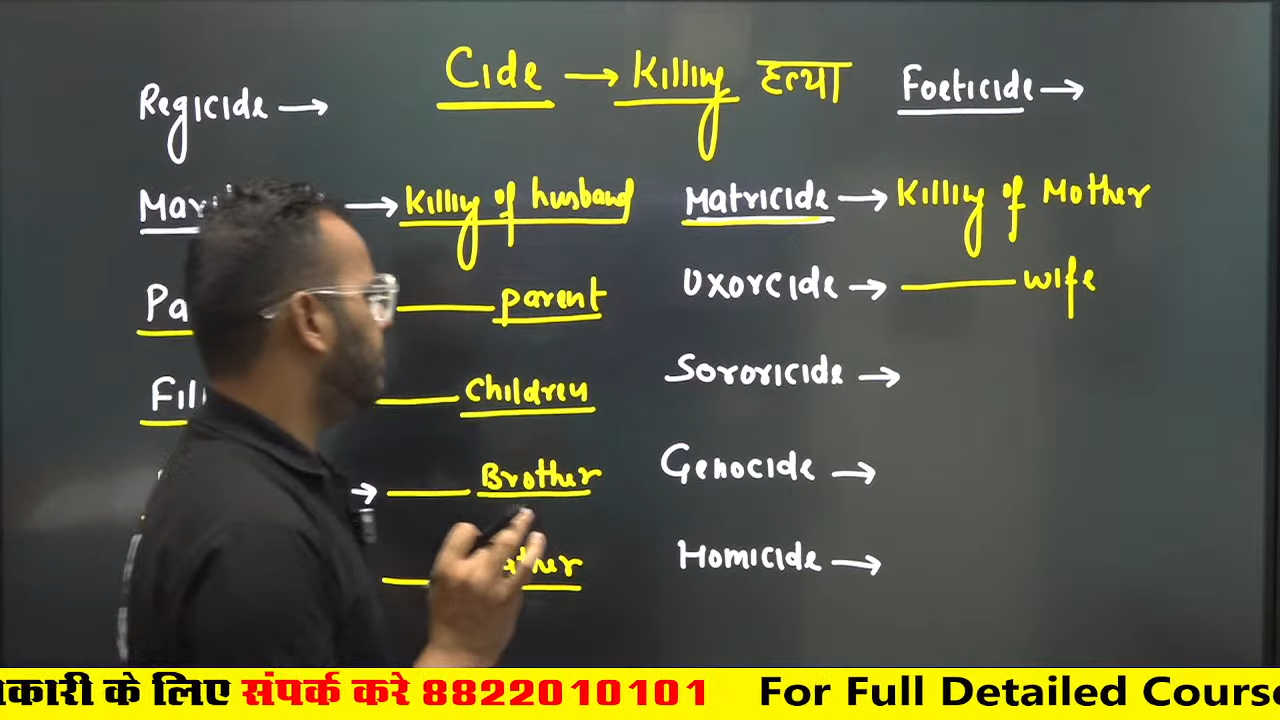 Cide → Killing हत्या
Regicide →
→ Killing of husband
parent
Children
→ Brother
Foeticide →
Matricide → Killing of Mother
Uxorcide → wife
Sororicide →
Genocide →
Homicide →
संपर्क करे 8822010101 For Full Detailed